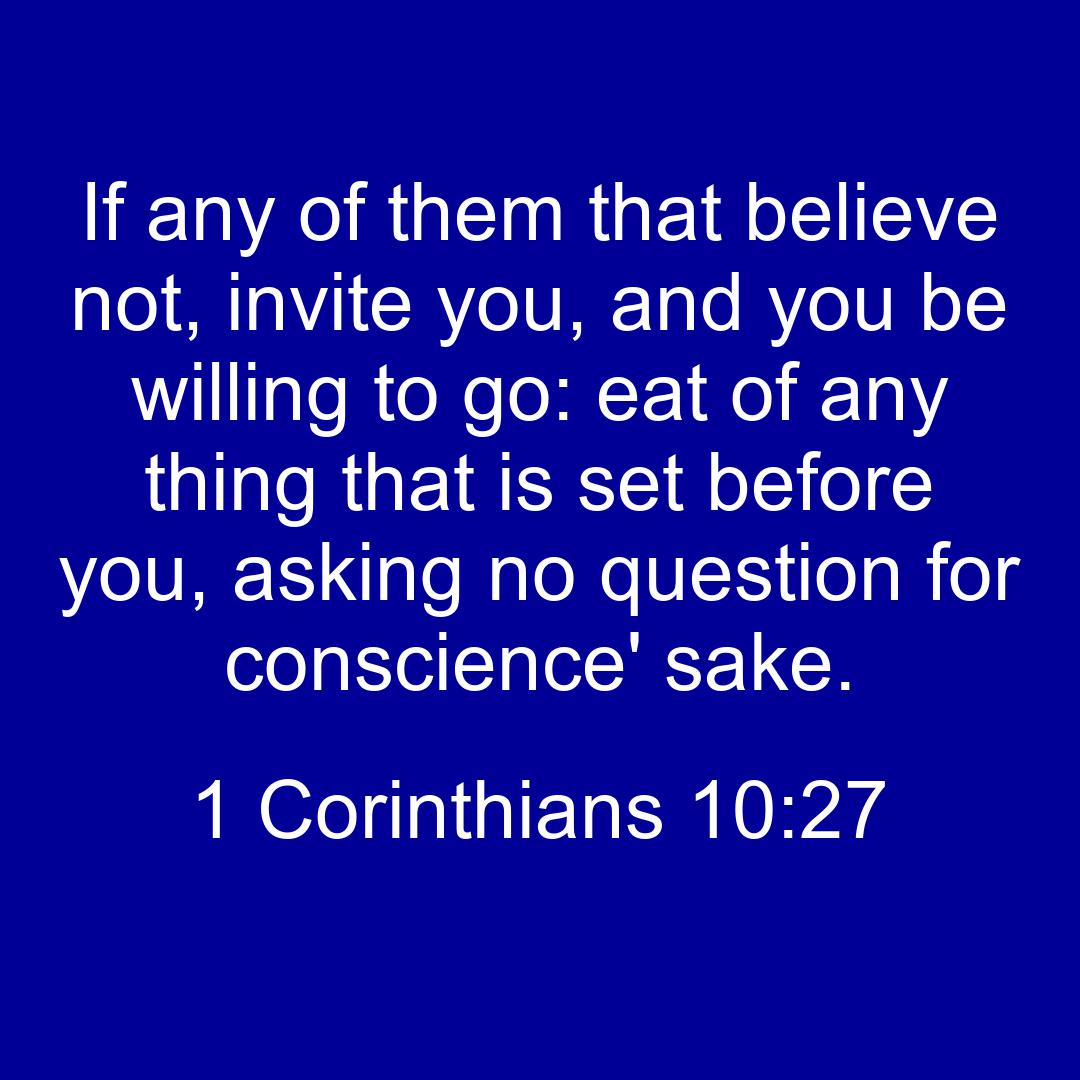 If any of them that believe
not, invite you, and you be
willing to go: eat of any
thing that is set before
you, asking no question for
conscience' sake.
1 Corinthians 10:27